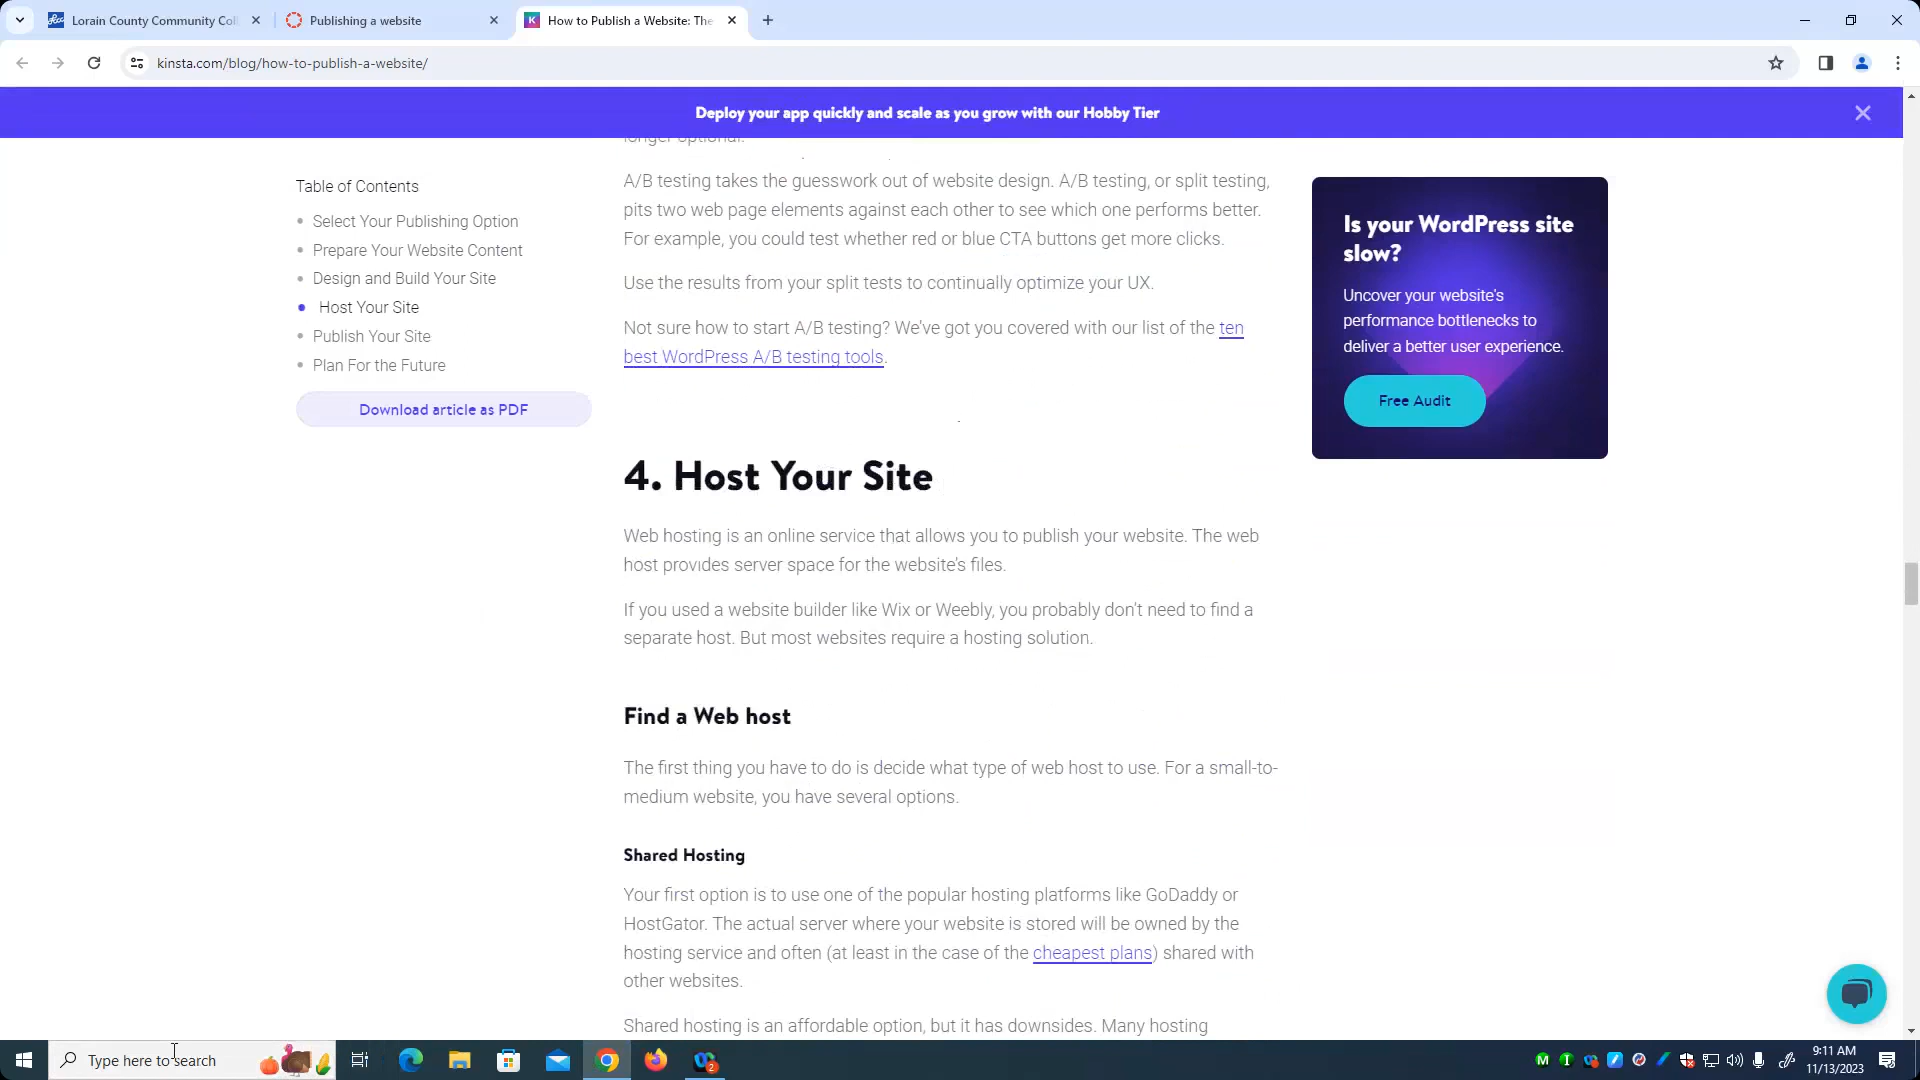 Lorain County Community Col
Publishing a website
How to Publish a Website: The
kinsta.com/blog/how-to-publish-a-website/
Deploy your app quickly and scale as you grow with our Hobby Tier
longer optional.
Table of Contents
Select Your Publishing Option
Prepare Your Website Content
Design and Build Your Site
Host Your Site
Publish Your Site
Plan For the Future
Download article as PDF
A/B testing takes the guesswork out of website design. A/B testing, or split testing,
pits two web page elements against each other to see which one performs better.
For example, you could test whether red or blue CTA buttons get more clicks.
Use the results from your split tests to continually optimize your UX.
Not sure how to start A/B testing? We've got you covered with our list of the ten
best WordPress A/B testing tools.
4. Host Your Site
Web hosting is an online service that allows you to publish your website. The web
host provides server space for the website's files.
If you used a website builder like Wix or Weebly, you probably don't need to find a
separate host. But most websites require a hosting solution.
Find a Web host
The first thing you have to do is decide what type of web host to use. For a small-to-
medium website, you have several options.
Shared Hosting
Your first option is to use one of the popular hosting platforms like GoDaddy or
HostGator. The actual server where your website is stored will be owned by the
hosting service and often (at least in the case of the cheapest plans) shared with
other websites.
Shared hosting is an affordable option, but it has downsides. Many hosting
Is your WordPress site
slow?
Uncover your website's
performance bottlenecks to
deliver a better user experience.
Free Audit
Type here to search
2
9:11 AM
11/13/2023